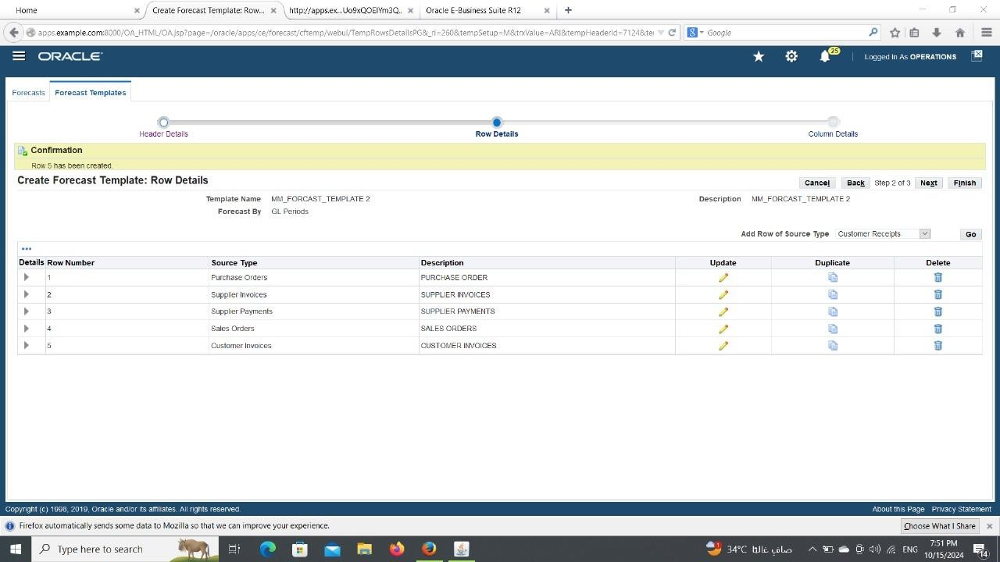 Home
Create Forecast Template: Row...
http://apps.ex...Uo9xQOEIYm3Q..
Oracle E-Business Suite R12
apps.example.com:8000/OA_HTML/OA.jsp?page=/oracle/apps/ce/forecast/cftemp/webui/TempRowsDetailsPG&_ri=260&tempSetup=M&trxValue=ARI&tempHeaderId=7124&te
Google
ORACLE
25
Logged In As OPERATIONS
Forecasts
Forecast Templates
Header Details
Row Details
Column Details
Confirmation
Row 5 has been created.
Create Forecast Template: Row Details
Cancel Back Step 2 of 3 Next Finish
Template Name MM_FORCAST_TEMPLATE 2
Description MM_FORCAST_TEMPLATE 2
Forecast By GL Periods
Add Row of Source Type Customer Receipts Go
Details Row Number Source Type Description Update Duplicate Delete
1 Purchase Orders PURCHASE ORDER
2 Supplier Invoices SUPPLIER INVOICES
3 Supplier Payments SUPPLIER PAYMENTS
4 Sales Orders SALES ORDERS
5 Customer Invoices CUSTOMER INVOICES
Copyright (c) 1998, 2019, Oracle and/or its affiliates. All rights reserved.
About this Page Privacy Statement
Firefox automatically sends some data to Mozilla so that we can improve your experience.
Choose What I Share
Type here to search
1
34°C صافٍ غالبًا
ENG
7:51 PM
10/15/2024
14